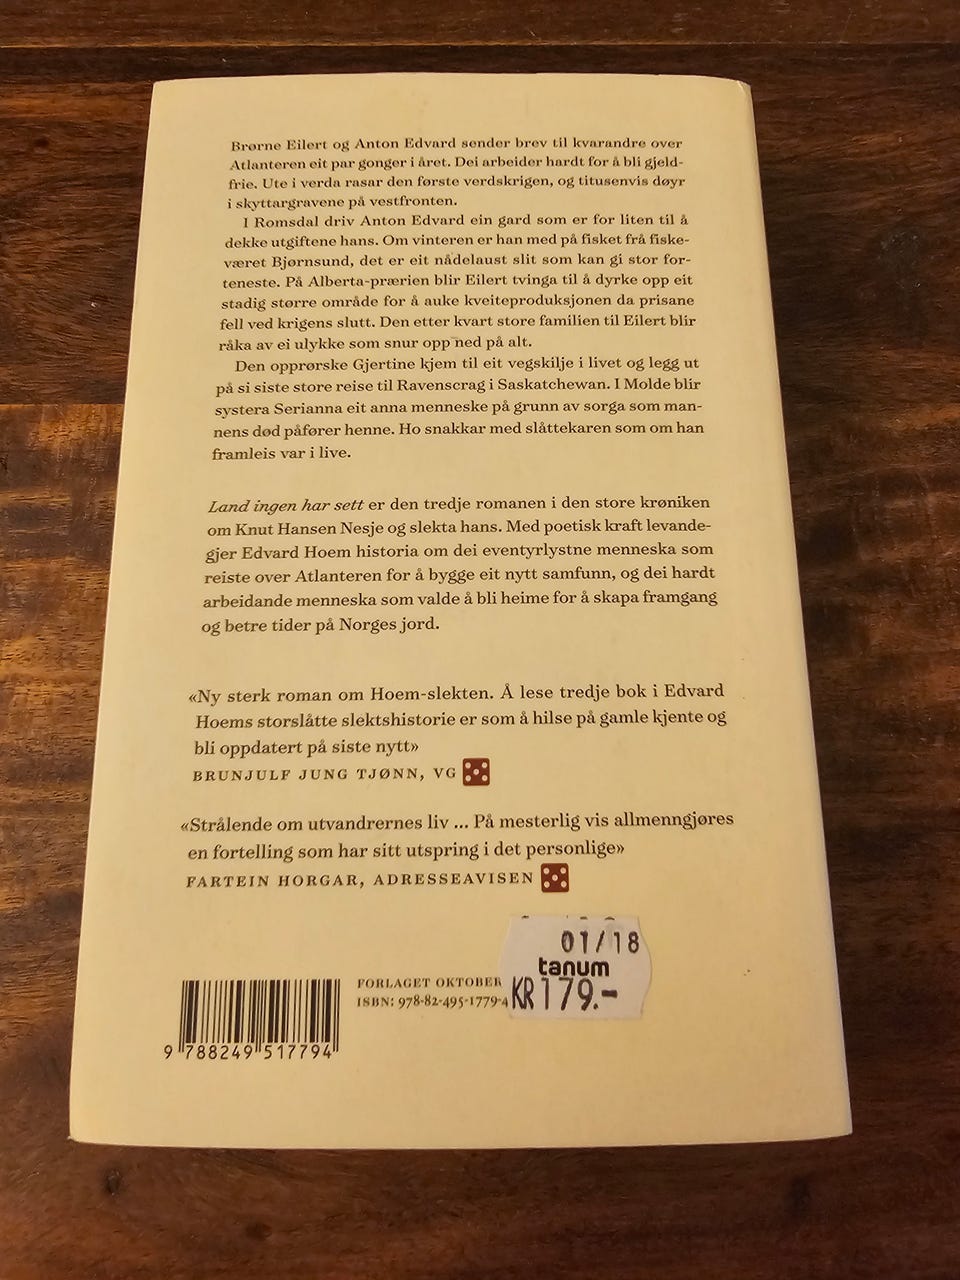 Brørne Eilert og Anton Edvard sender brev til kvarandre over
Atlanteren eit par gonger i året. Dei arbeider hardt for å bli gjeld-
frie. Ute i verda rasar den første verdskrigen, og titusenvis døyr
i skyttargravene på vestfronten.
I Romsdal driv Anton Edvard ein gard som er for liten til å
dekke utgiftene hans. Om vinteren er han med på fisket frå fiske-
været Bjørnsund, det er eit nådelaust slit som kan gi stor for-
teneste. På Alberta-prærien blir Eilert tvinga til å dyrke opp eit
stadig større område for å auke kveiteproduksjonen da prisane
fell ved krigens slutt. Den etter kvart store familien til Eilert blir
råka av ei ulykke som snur opp ned på alt.
Den opprørske Gjertine kjem til eit vegskilje i livet og legg ut
på si siste store reise til Ravenscrag i Saskatchewan. I Molde blir
systera Serianna eit anna menneske på grunn av sorga som man-
nens død påfører henne. Ho snakkar med slåttekaren som om han
framleis var i live.
Land ingen har sett er den tredje romanen i den store krøniken
om Knut Hansen Nesje og slekta hans. Med poetisk kraft levande-
gjer Edvard Hoem historia om dei eventyrlystne menneska som
reiste over Atlanteren for å bygge eit nytt samfunn, og dei hardt
arbeidande menneska som valde å bli heime for å skapa framgang
og betre tider på Norges jord.
«Ny sterk roman om Hoem-slekten. Å lese tredje bok i Edvard
Hoems storslåtte slektshistorie er som å hilse på gamle kjente og
bli oppdatert på siste nytt»
BRUNJULF JUNG TJØNN, VG
«Strålende om utvandrernes liv ... På mesterlig vis allmenngjøres
en fortelling som har sitt utspring i det personlige»
FARTEIN HORGAR, ADRESSEAVISEN
01/18
tanum
KR 179.-
FORLAGET OKTOBER
ISBN: 978-82-495-1779-4
9 788249 517794